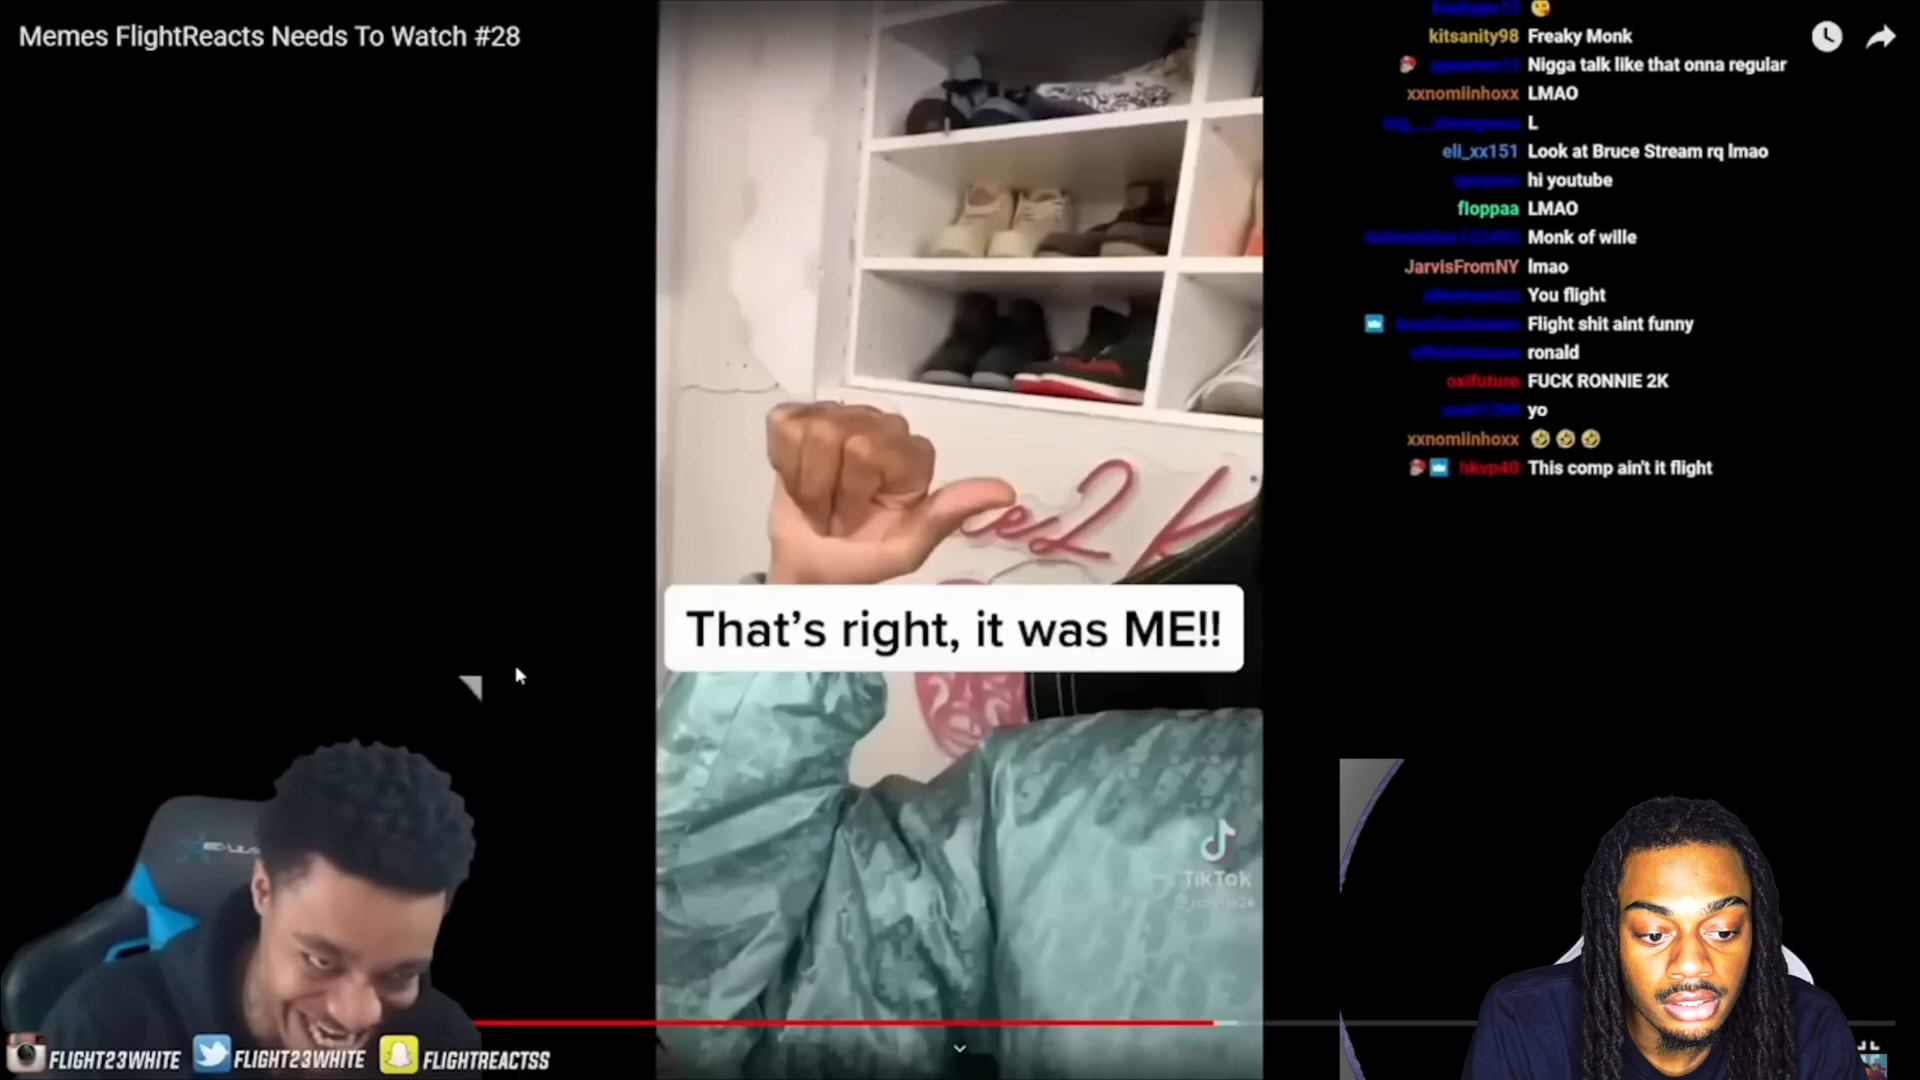 Memes FlightReacts Needs To Watch #28
kitsanity98 Freaky Monk
Nigga talk like that onna regular
xxnomiinhoxx LMAO
L
eli_xx151 Look at Bruce Stream rq lmao
hi youtube
floppaa LMAO
Monk of wille
JarvisFromNY lmao
You flight
Flight shit aint funny
ronald
oxifuture FUCK RONNIE 2K
yo
xxnomiinhoxx 🤣🤣🤣
hkvp40 This comp ain't it flight
es2K
That's right, it was ME!!
TikTok
FLIGHT23WHITE FLIGHT23WHITE FLIGHTREACTSS